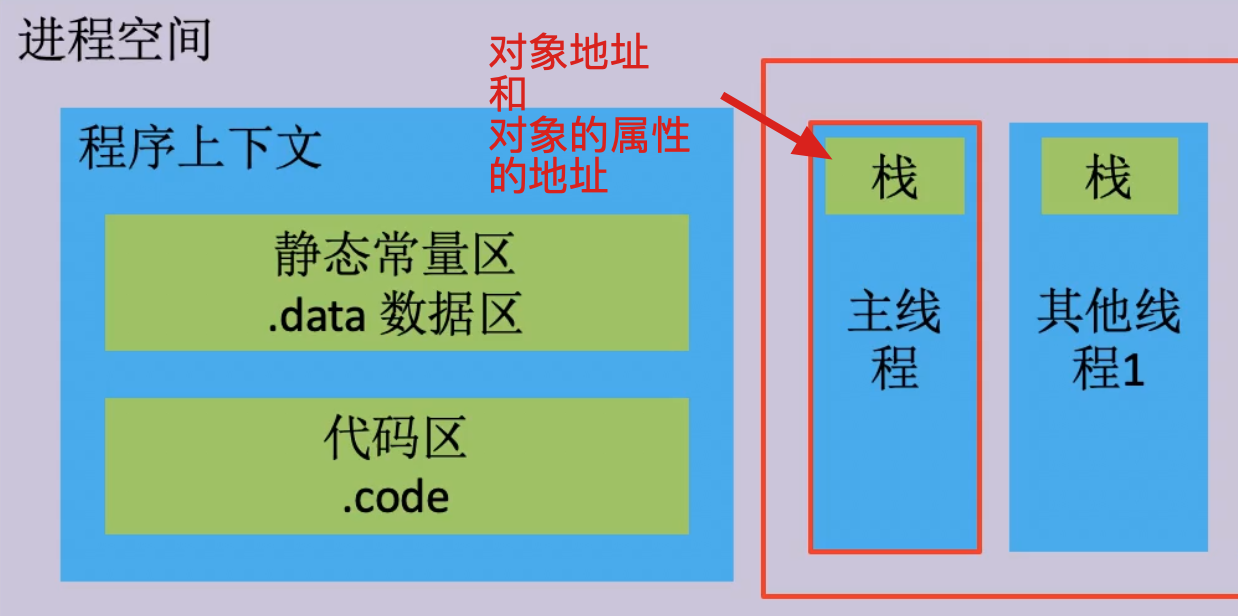 进程空间
对象地址
和
对象的属性
的地址
程序上下文
静态常量区
.data 数据区
代码区
.code
栈
主线
程
栈
其他线
程1